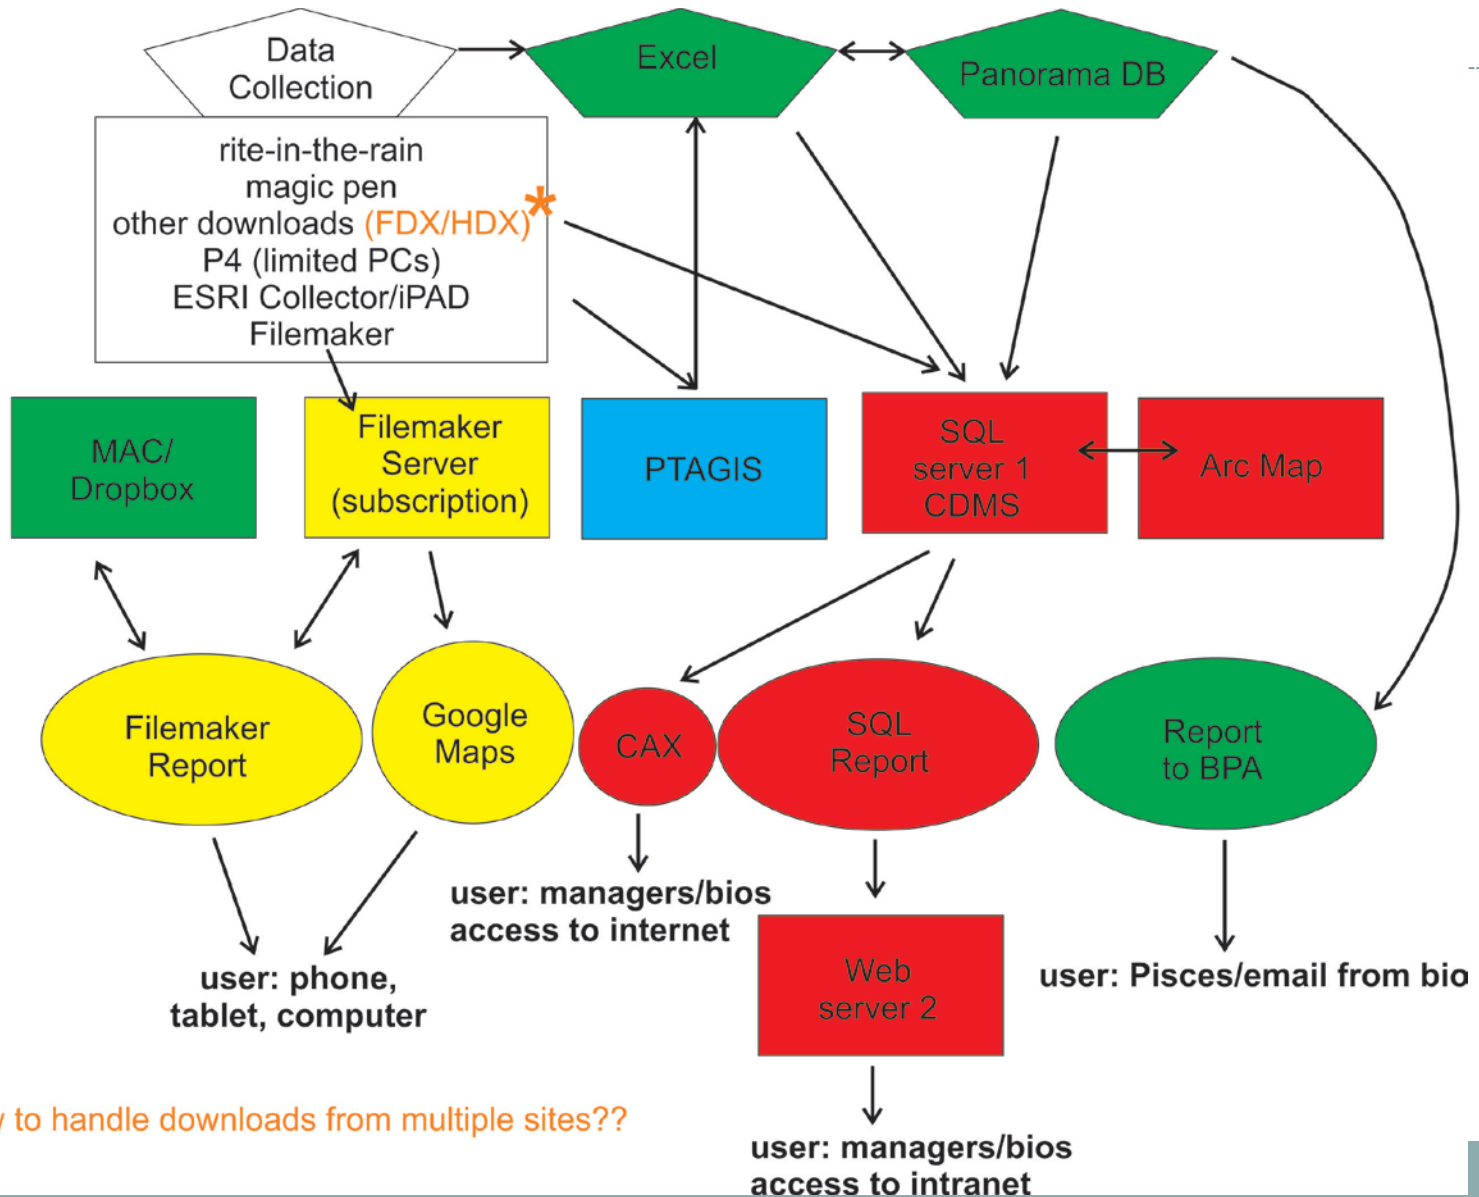 Data
Collection
Excel
Panorama DB
rite-in-the-rain
magic pen
other downloads (FDX/HDX)*
P4 (limited PCs)
ESRI Collector/iPAD
Filemaker
MAC/
Dropbox
Filemaker
Server
(subscription)
PTAGIS
SQL
server 1
CDMS
Arc Map
Filemaker
Report
Google
Maps
CAX
SQL
Report
Report
to BPA
user: managers/bios
access to internet
user: phone,
tablet, computer
Web
server 2
user: Pisces/email from bio
to handle downloads from multiple sites??
user: managers/bios
access to intranet